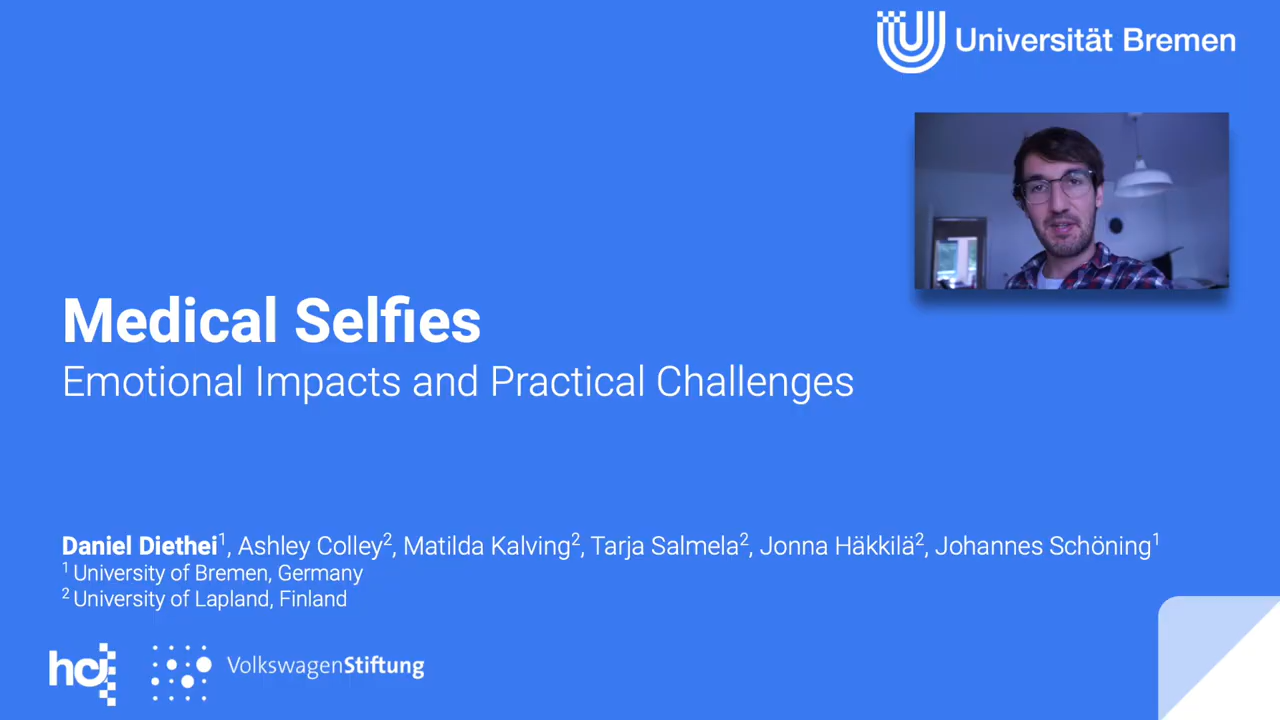 Universität Bremen
Medical Selfies
Emotional Impacts and Practical Challenges
Daniel Diethei1, Ashley Colley2, Matilda Kalving2, Tarja Salmela2, Jonna Häkkilä2, Johannes Schöning1
1 University of Bremen, Germany
2 University of Lapland, Finland
hci VolkswagenStiftung